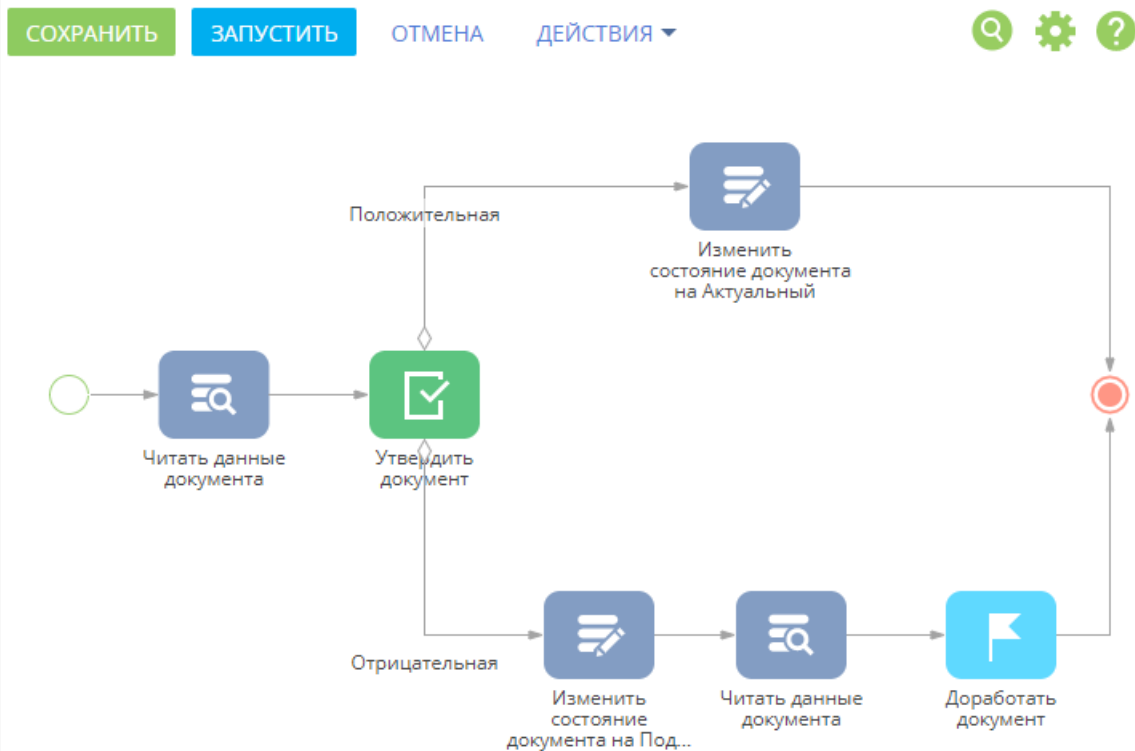 СОХРАНИТЬ ЗАПУСТИТЬ ОТМЕНА ДЕЙСТВИЯ
Положительная
Изменить
состояние документа
на Актуальный
Читать данные
документа
Утвердить
документ
Отрицательная
Изменить
состояние
документа на Под...
Читать данные
документа
Доработать
документ